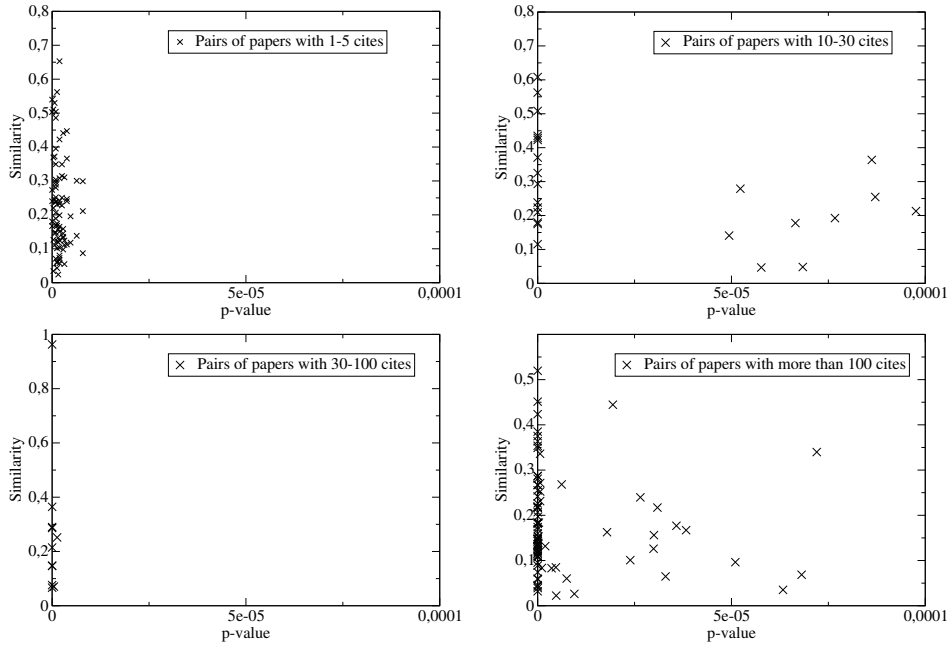 0,8
0,7
0,6
0,5
0,4
0,3
0,2
0,1
0
Similarity
Pairs of papers with 1-5 cites
0
5e-05
0,0001
p-value
0,8
0,7
0,6
0,5
0,4
0,3
0,2
0,1
0
Similarity
Pairs of papers with 10-30 cites
0
5e-05
0,0001
p-value
1
0,8
0,6
0,4
0,2
0
Similarity
Pairs of papers with 30-100 cites
0
5e-05
0,0001
p-value
0,5
0,4
0,3
0,2
0,1
0
Similarity
Pairs of papers with more than 100 cites
0
5e-05
0,0001
p-value